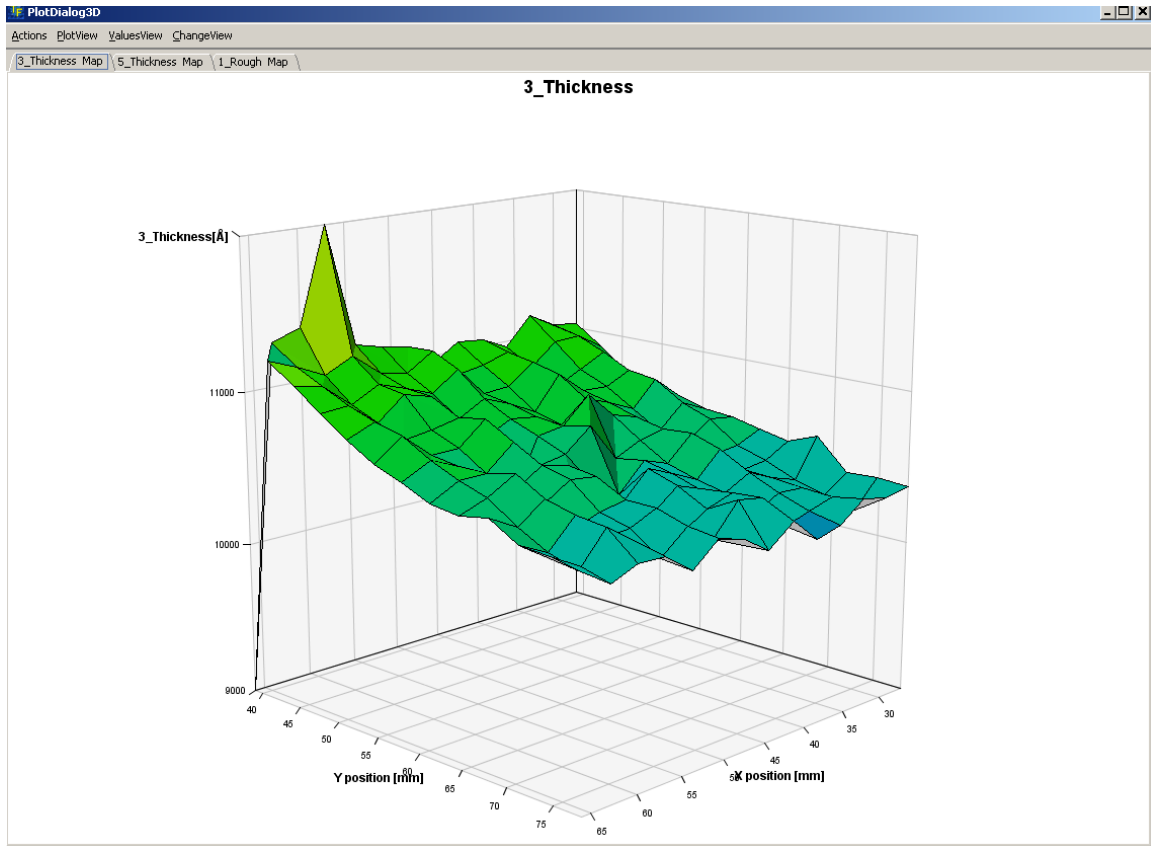 PlotDialog3D
Actions PlotView ValuesView ChangeView
3_Thickness Map 5_Thickness Map 1_Rough Map
3_Thickness
3_Thickness[Å]
11000
10000
9000
40
45
50
55
60
65
70
75
Y position [mm]
30
35
40
45
50
55
60
65
X position [mm]